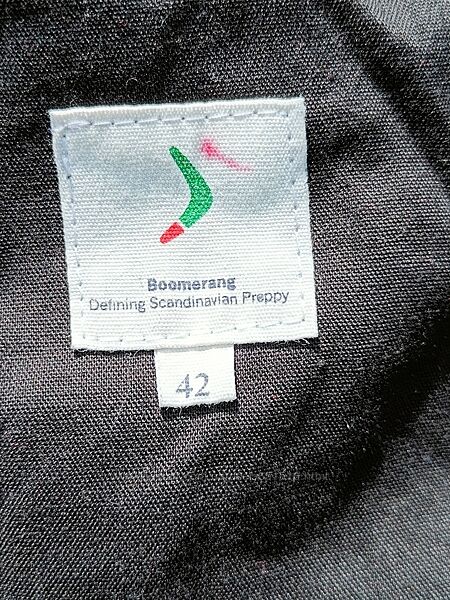 Boomerang
Defining Scandinavian Preppy
42